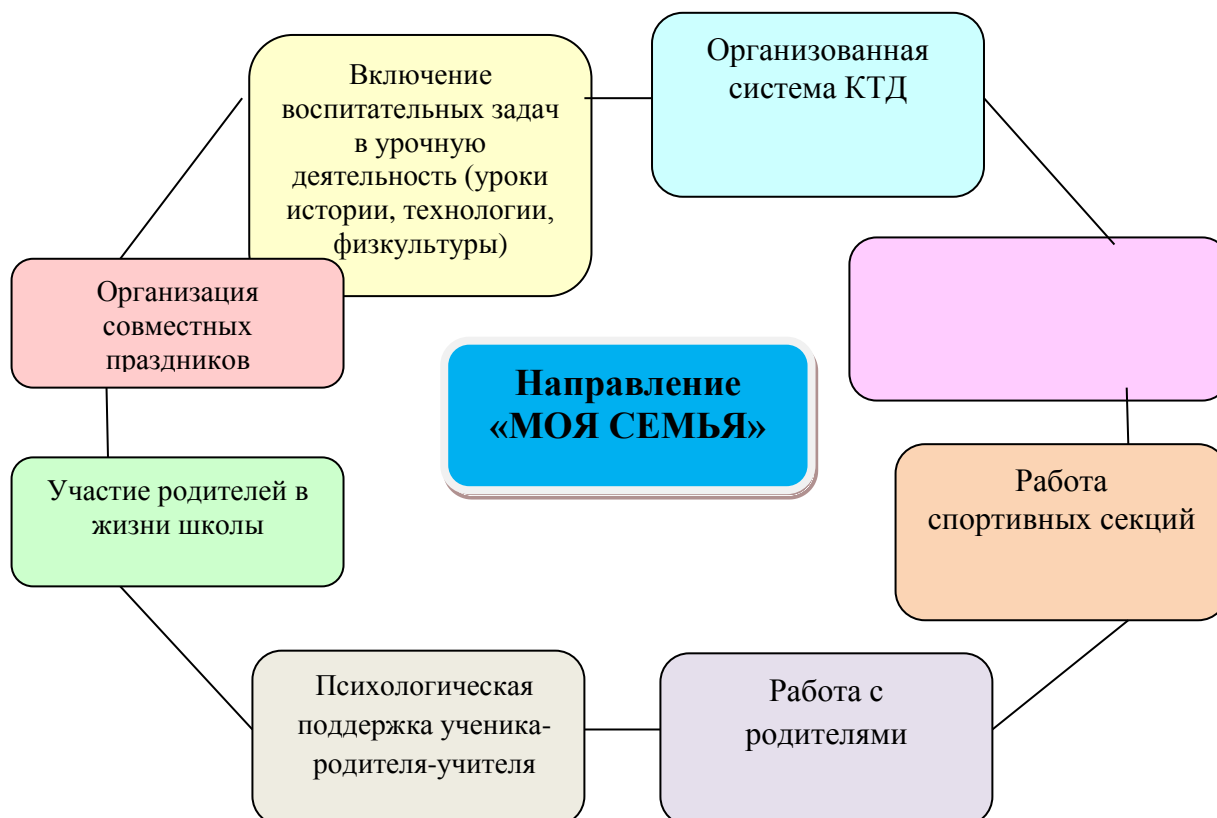 Включение
воспитательных задач
в урочную
деятельность (уроки
истории, технологии,
физкультуры)
Организованная
система КТД
Организация
совместных
праздников
Направление
«МОЯ СЕМЬЯ»
Участие родителей в
жизни школы
Работа
спортивных секций
Психологическая
поддержка ученика-
родителя-учителя
Работа с
родителями